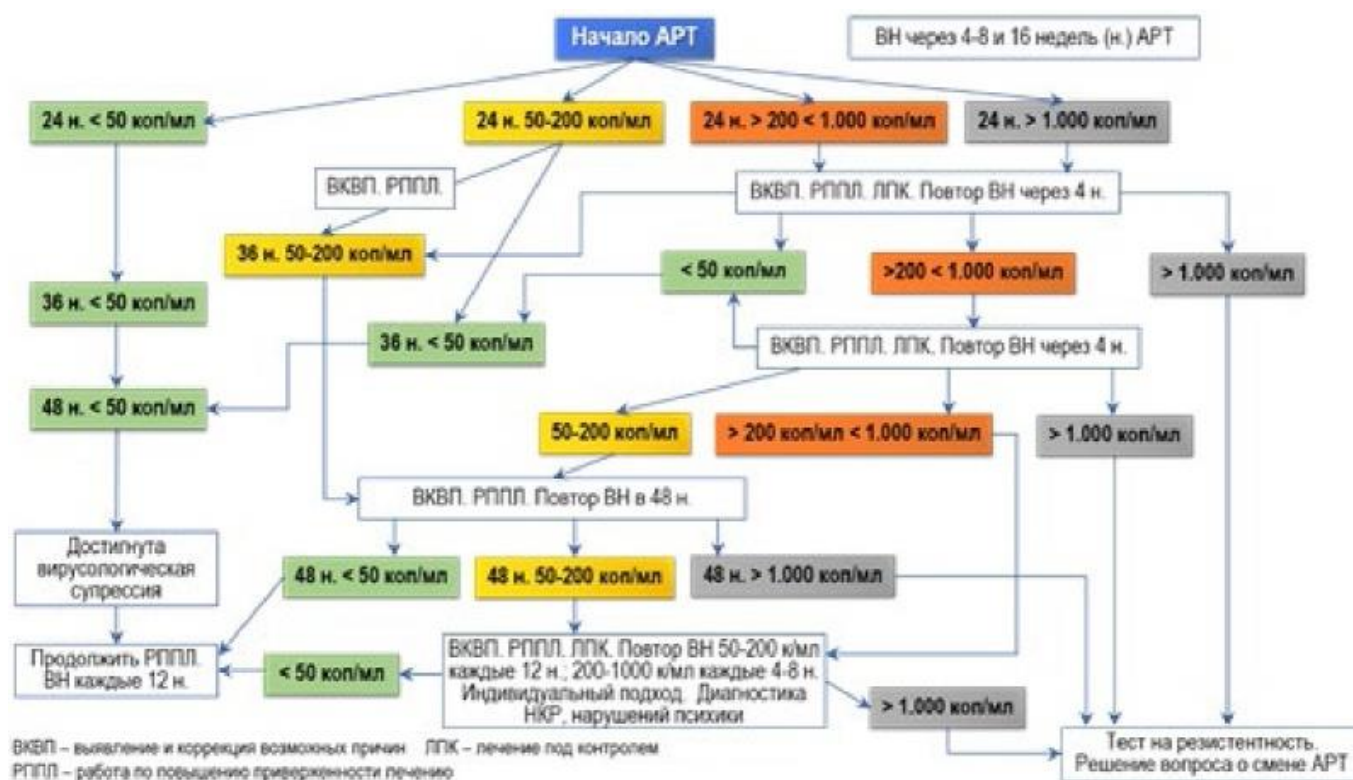 Начало АРТ
ВН через 4-8 и 16 недель (н.) АРТ
24 н. < 50 коп/мл
24 н. 50-200 коп/мл
24 н. > 200 < 1.000 коп/мл
24 н. > 1.000 коп/мл
ВКВП. РППЛ.
ВКВП. РППЛ. ЛПК. Повтор ВН через 4 н.
36 н. 50-200 коп/мл
< 50 коп/мл
>200 < 1.000 коп/мл
> 1.000 коп/мл
36 н. < 50 коп/мл
36 н. < 50 коп/мл
ВКВП. РППЛ. ЛПК. Повтор ВН через 4 н.
48 н. < 50 коп/мл
50-200 коп/мл
> 200 коп/мл < 1.000 коп/мл
> 1.000 коп/мл
ВКВП. РППЛ. Повтор ВН в 48 н.
Достигнута
вирусологическая
супрессия
48 н. < 50 коп/мл
48 н. 50-200 коп/мл
48 н. > 1.000 коп/мл
Продолжить РППЛ.
ВН каждые 12 н.
< 50 коп/мл
ВКВП. РППЛ. ЛПК. Повтор ВН 50-200 к/мл
каждые 12 н.; 200-1000 к/мл каждые 4-8 н.
Индивидуальный подход. Диагностика
НКР, нарушений психики
> 1.000 коп/мл
Тест на резистентность.
Решение вопроса о смене АРТ
ВКВП – выявление и коррекция возможных причин ЛПК – лечение под контролем
РППЛ – работа по повышению приверженности лечению